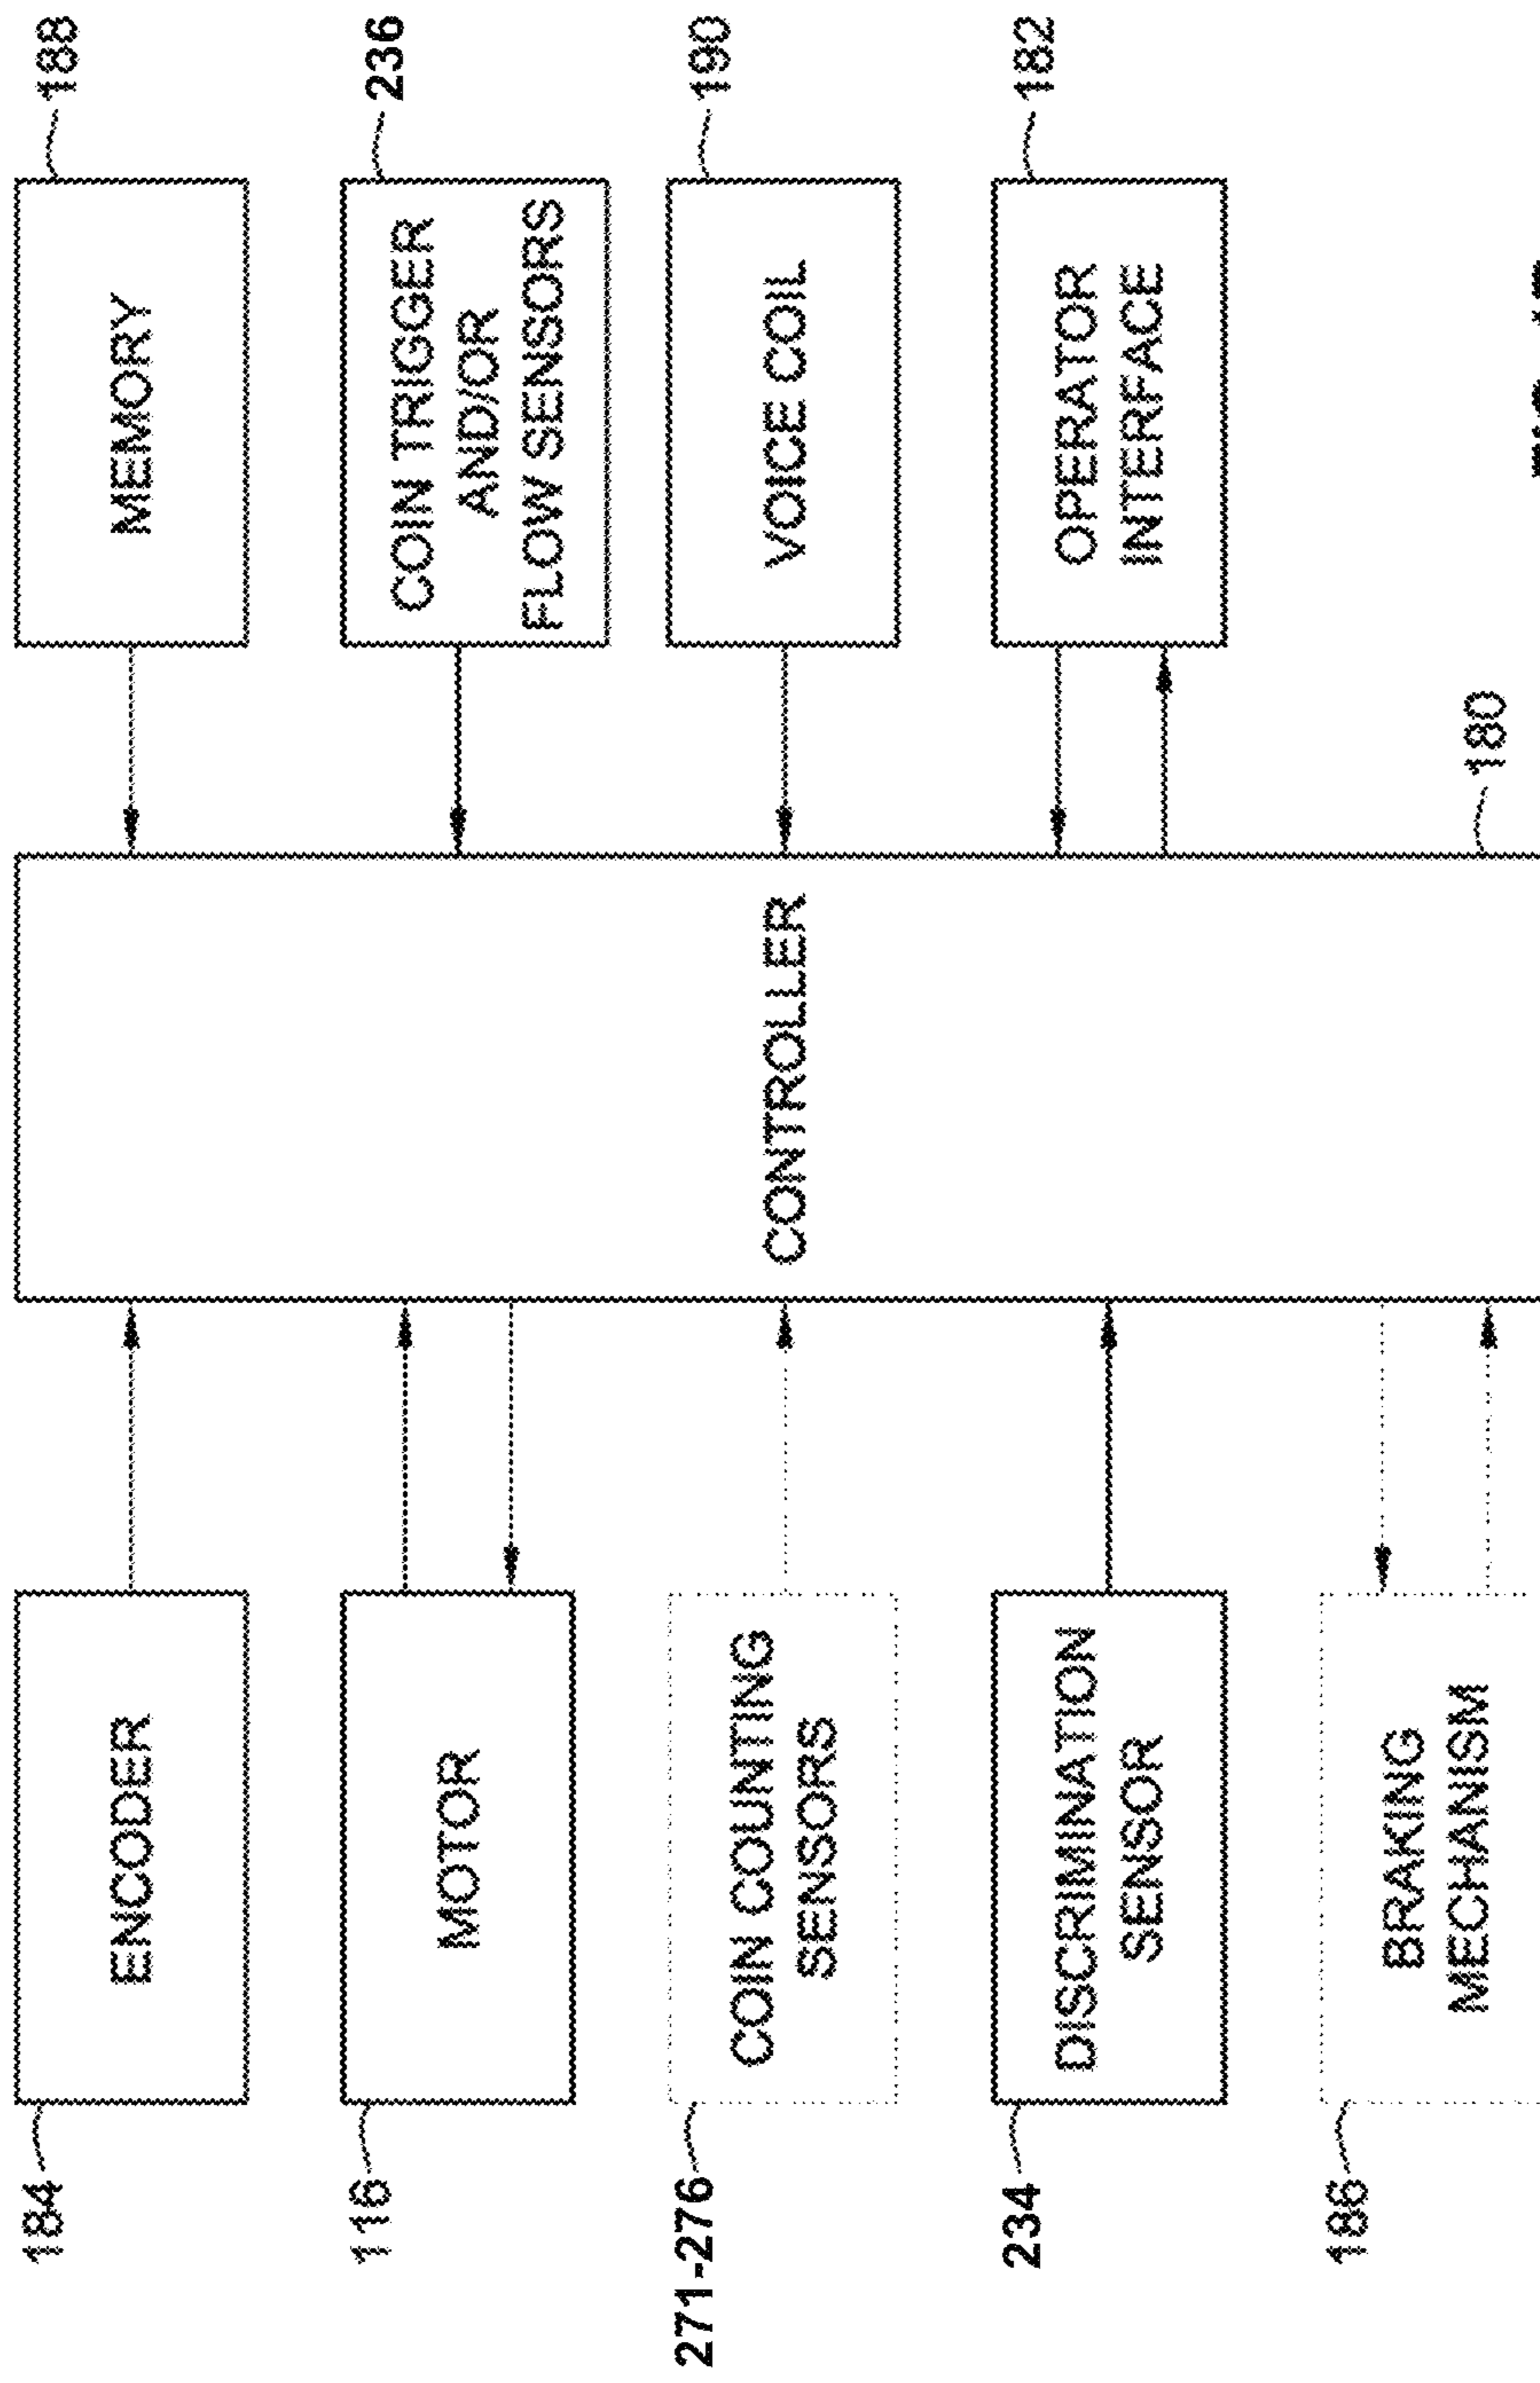 184
ENCODER
116
MOTOR
271-276
COIN COUNTING
SENSORS
234
DISCRIMINATION
SENSOR
186
BRAKING
MECHANISM
CONTROLLER
180
MEMORY
188
COIN TRIGGER
AND/OR
FLOW SENSORS
236
VOICE COIL
190
OPERATOR
INTERFACE
182